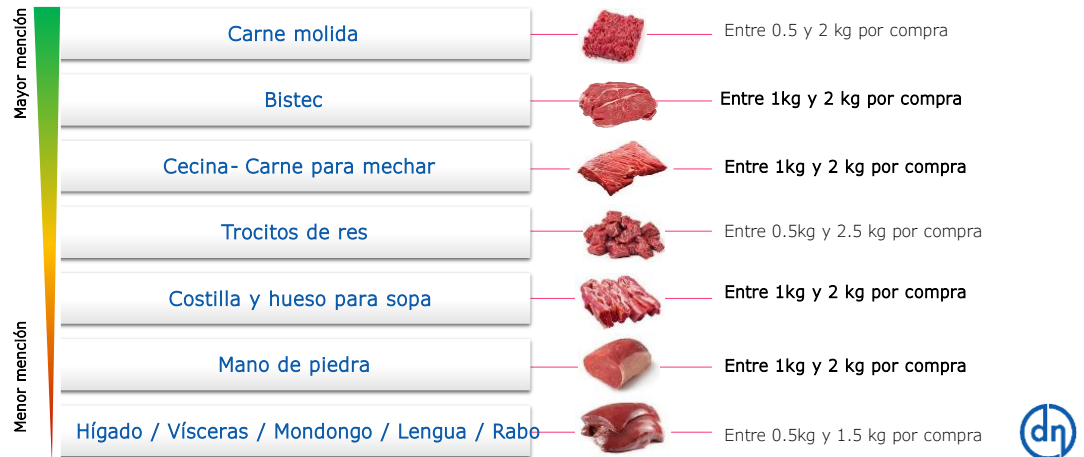 Mayor mención
Carne molida
Entre 0.5 y 2 kg por compra
Bistec
Entre 1kg y 2 kg por compra
Cecina- Carne para mechar
Entre 1kg y 2 kg por compra
Trocitos de res
Entre 0.5kg y 2.5 kg por compra
Costilla y hueso para sopa
Entre 1kg y 2 kg por compra
Mano de piedra
Entre 1kg y 2 kg por compra
Menor mención
Hígado / Vísceras / Mondongo / Lengua / Rabo
Entre 0.5kg y 1.5 kg por compra
dn